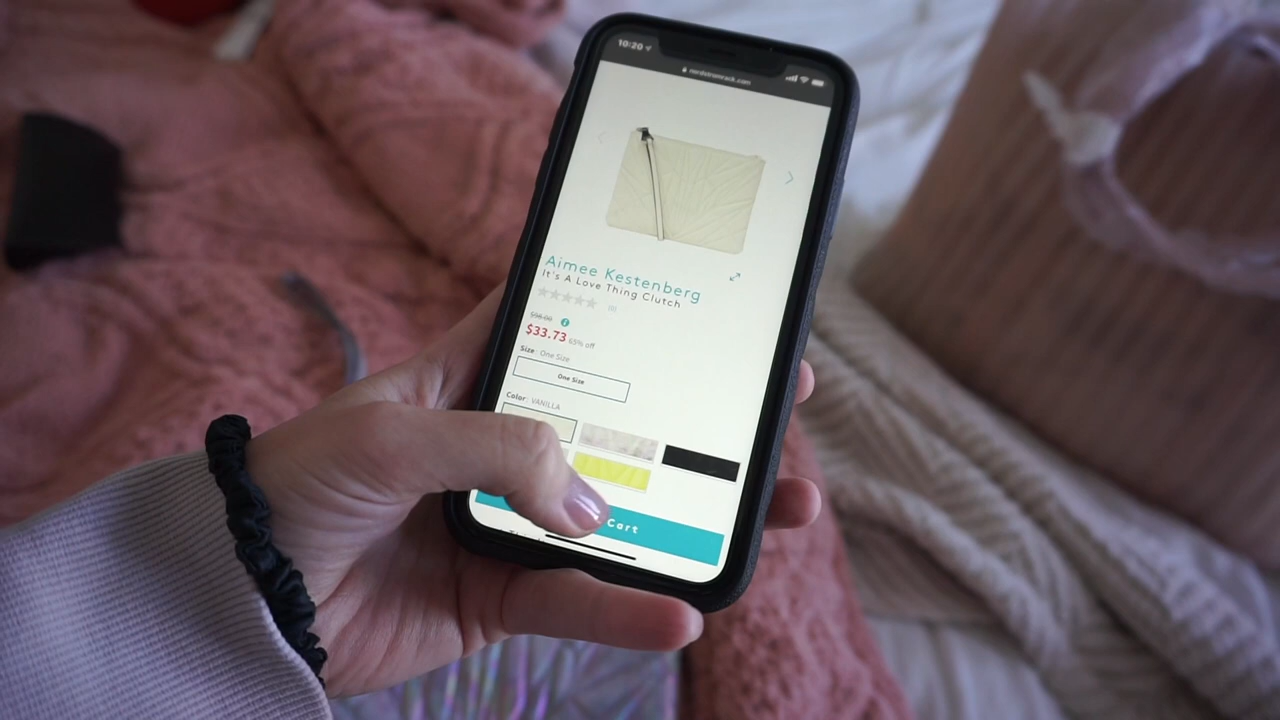 10:20
nordstromrack.com
Aimee Kestenberg
It's A Love Thing Clutch
(0)
$98.00
$33.73 65% off
Size: One Size
One Size
Color: VANILLA
Cart